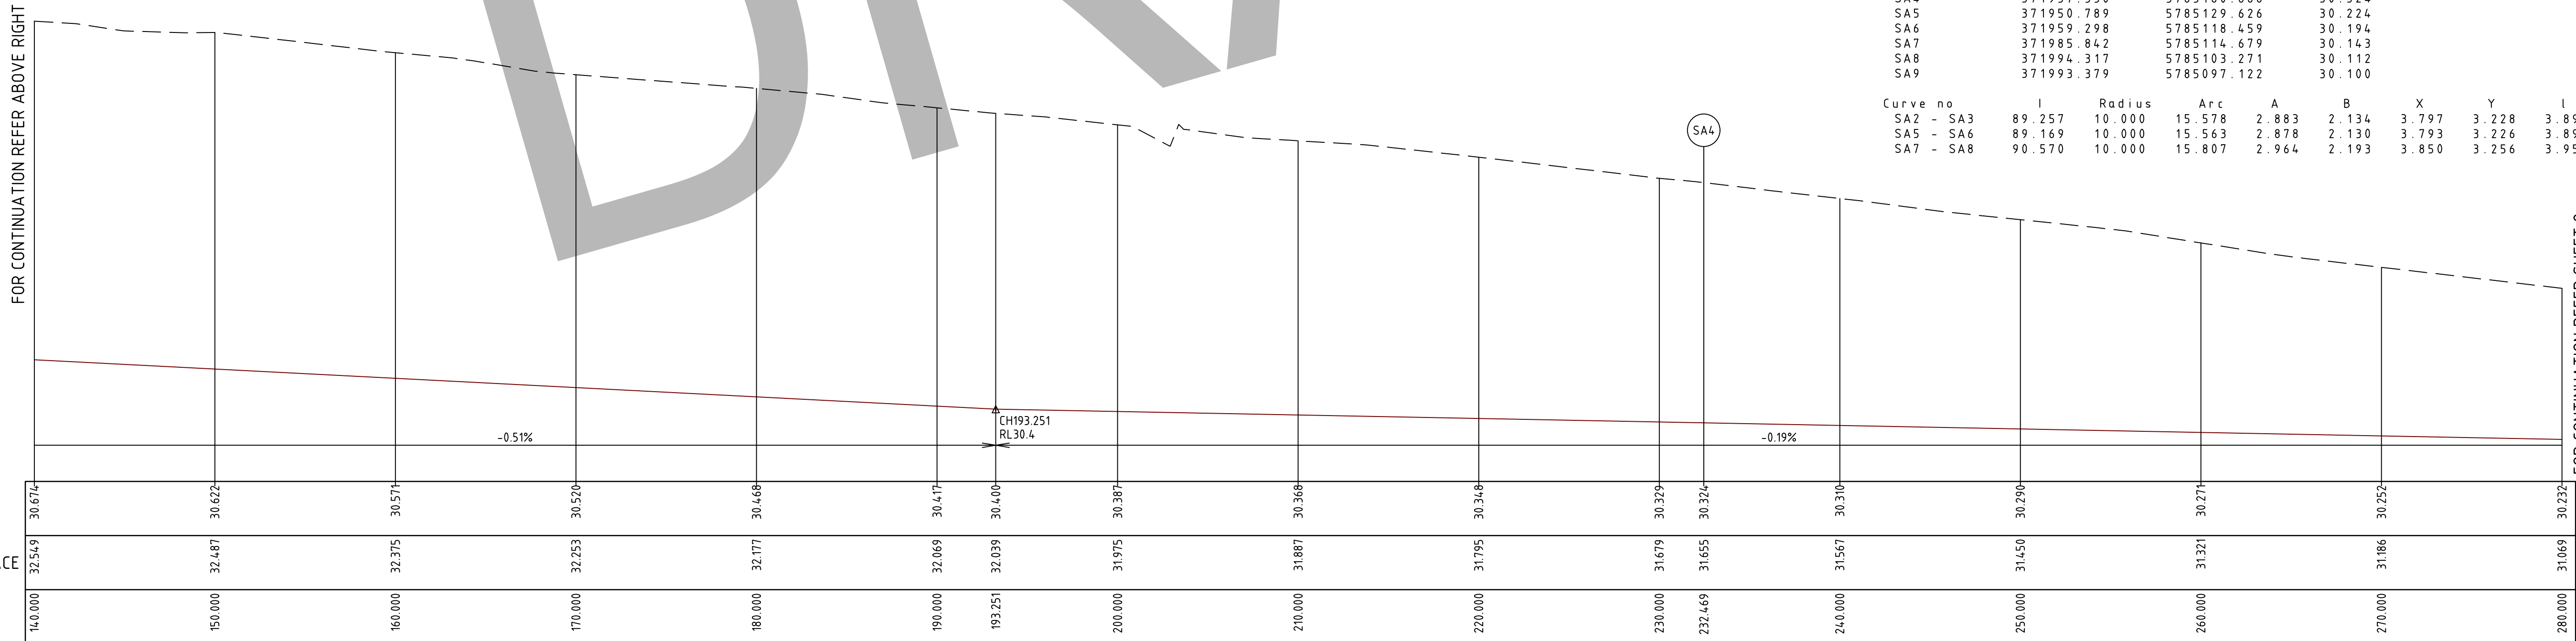 FOR CONTINUATION REFER ABOVE RIGHT
SA5 371950.789 5785129.626 30.224
SA6 371959.298 5785118.459 30.194
SA7 371985.842 5785114.679 30.143
SA8 371994.317 5785103.271 30.112
SA9 371993.379 5785097.122 30.100
Curve no I Radius Arc A B X Y
SA2 - SA3 89.257 10.000 15.578 2.883 2.134 3.797 3.228
SA5 - SA6 89.169 10.000 15.563 2.878 2.130 3.793 3.226
SA7 - SA8 90.570 10.000 15.807 2.964 2.193 3.850 3.256
SA4
CH193.251
RL30.4
-0.51% -0.19%
30.674 30.622 30.571 30.520 30.468 30.417 30.400 30.387 30.368 30.348 30.329 30.324 30.310 30.290 30.271 30.252 30.232
32.549 32.487 32.375 32.253 32.177 32.069 32.039 31.975 31.887 31.795 31.679 31.655 31.567 31.450 31.321 31.186 31.069
140.000 150.000 160.000 170.000 180.000 190.000 193.251 200.000 210.000 220.000 230.000 232.469 240.000 250.000 260.000 270.000 280.000